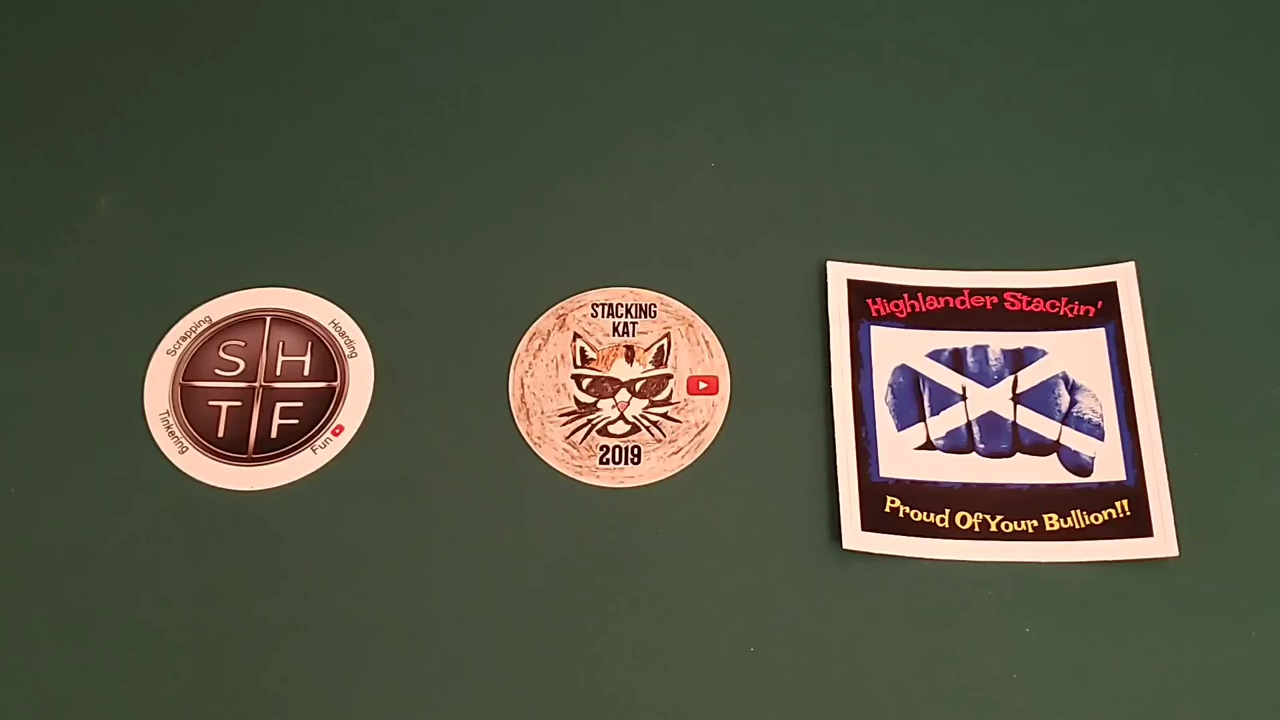 Scrapping
Hoarding
S H
T F
Tinkering
Fun
STACKING
KAT
2019
Highlander Stackin'
Proud Of Your Bullion!!